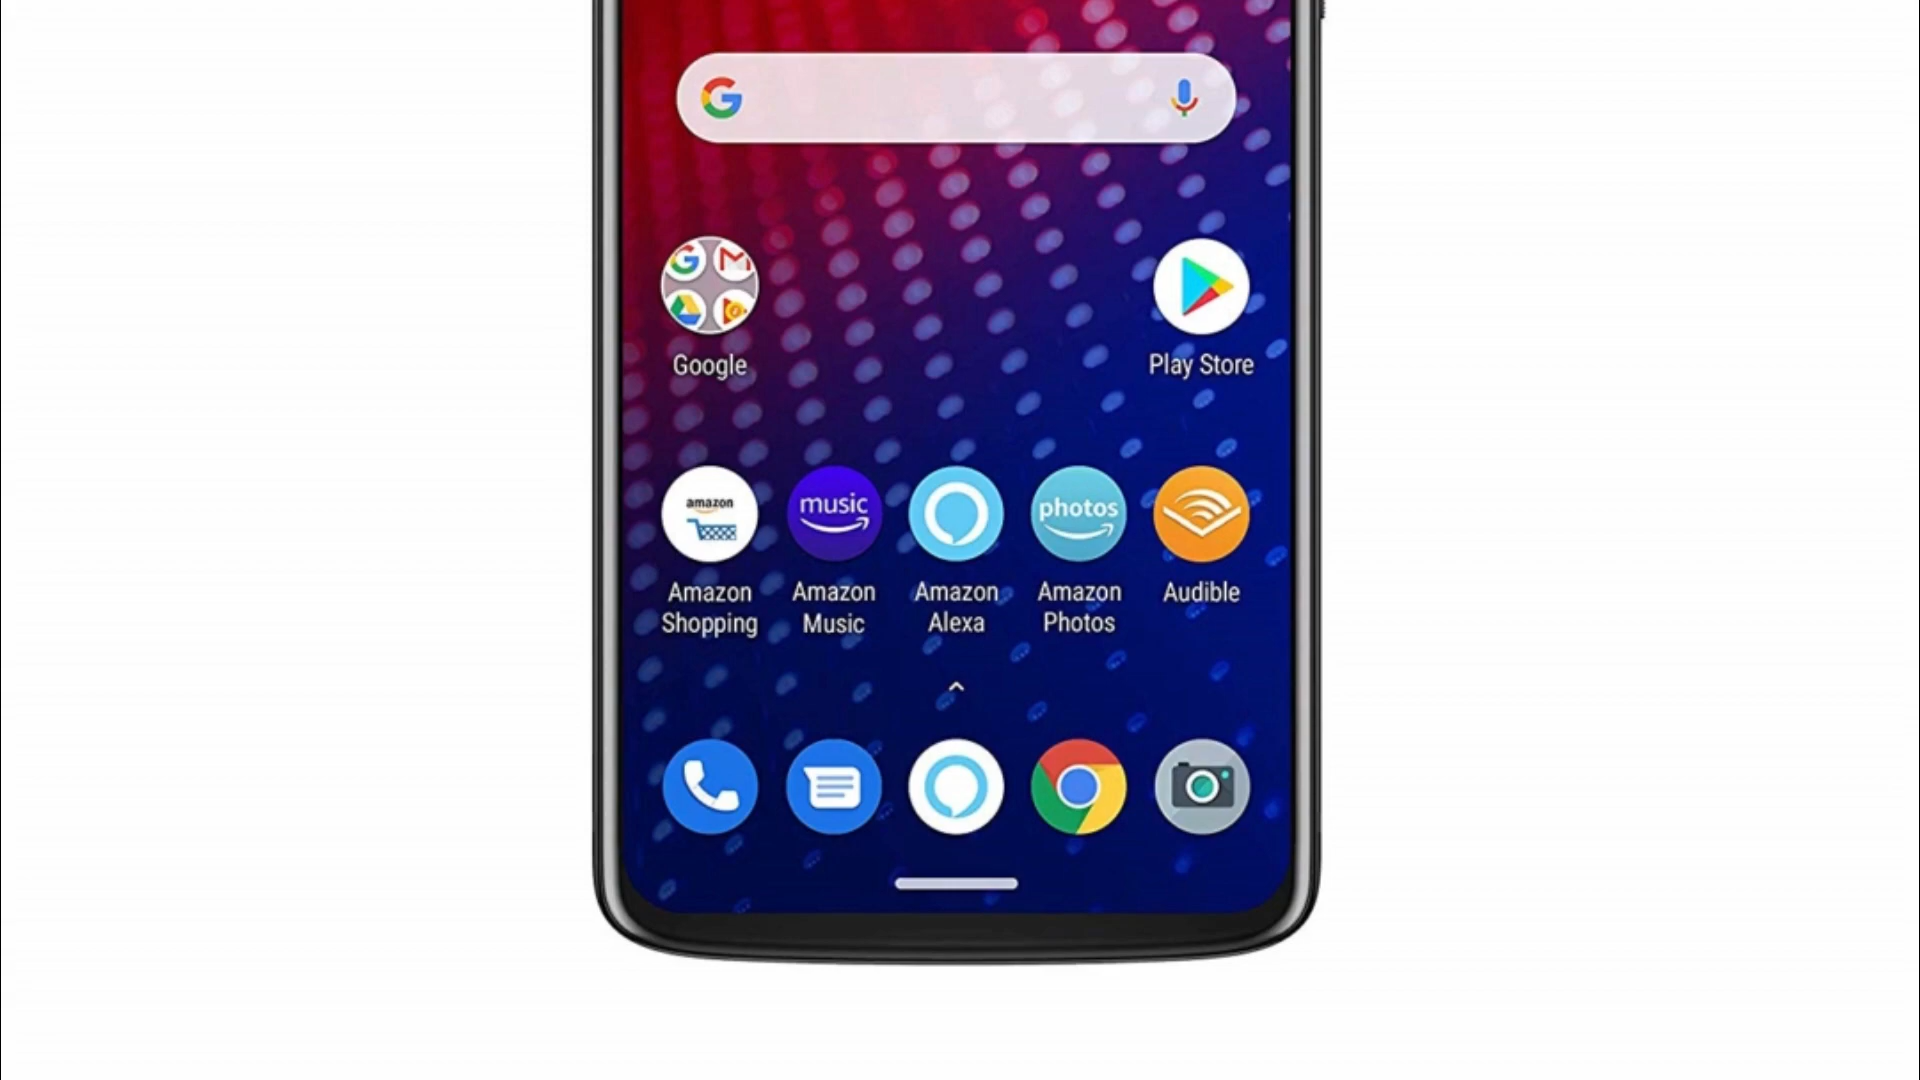 Google
Play Store
amazon
music
photos
Amazon Shopping
Amazon Music
Amazon Alexa
Amazon Photos
Audible